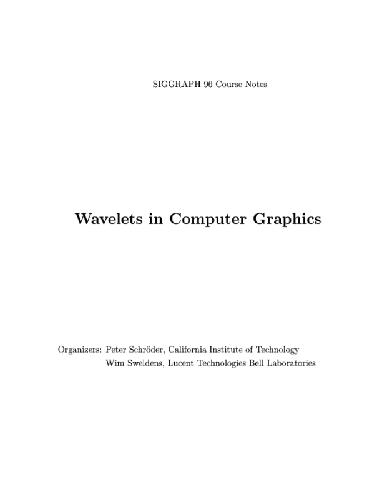 SIGGRAPH 96 Course Notes
Wavelets in Computer Graphics
Organizers: Peter Schröder, California Institute of Technology
Wim Sweldens, Lucent Technologies Bell Laboratories